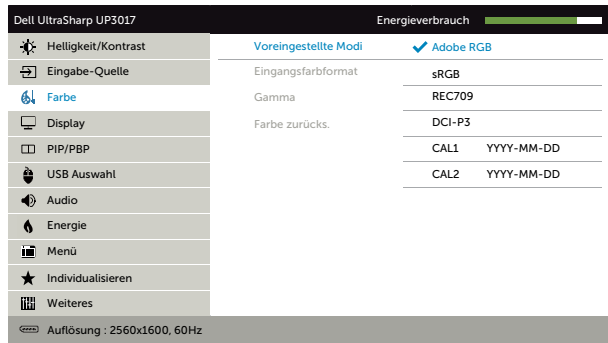 Dell UltraSharp UP3017 Energieverbrauch
Helligkeit/Kontrast Voreingestellte Modi Adobe RGB
Eingabe-Quelle Eingangsfarbformat sRGB
Farbe Gamma REC709
Display Farbe zurücks. DCI-P3
PIP/PBP CAL1 YYYY-MM-DD
USB Auswahl CAL2 YYYY-MM-DD
Audio
Energie
Menü
Individualisieren
Weiteres
Auflösung : 2560x1600, 60Hz